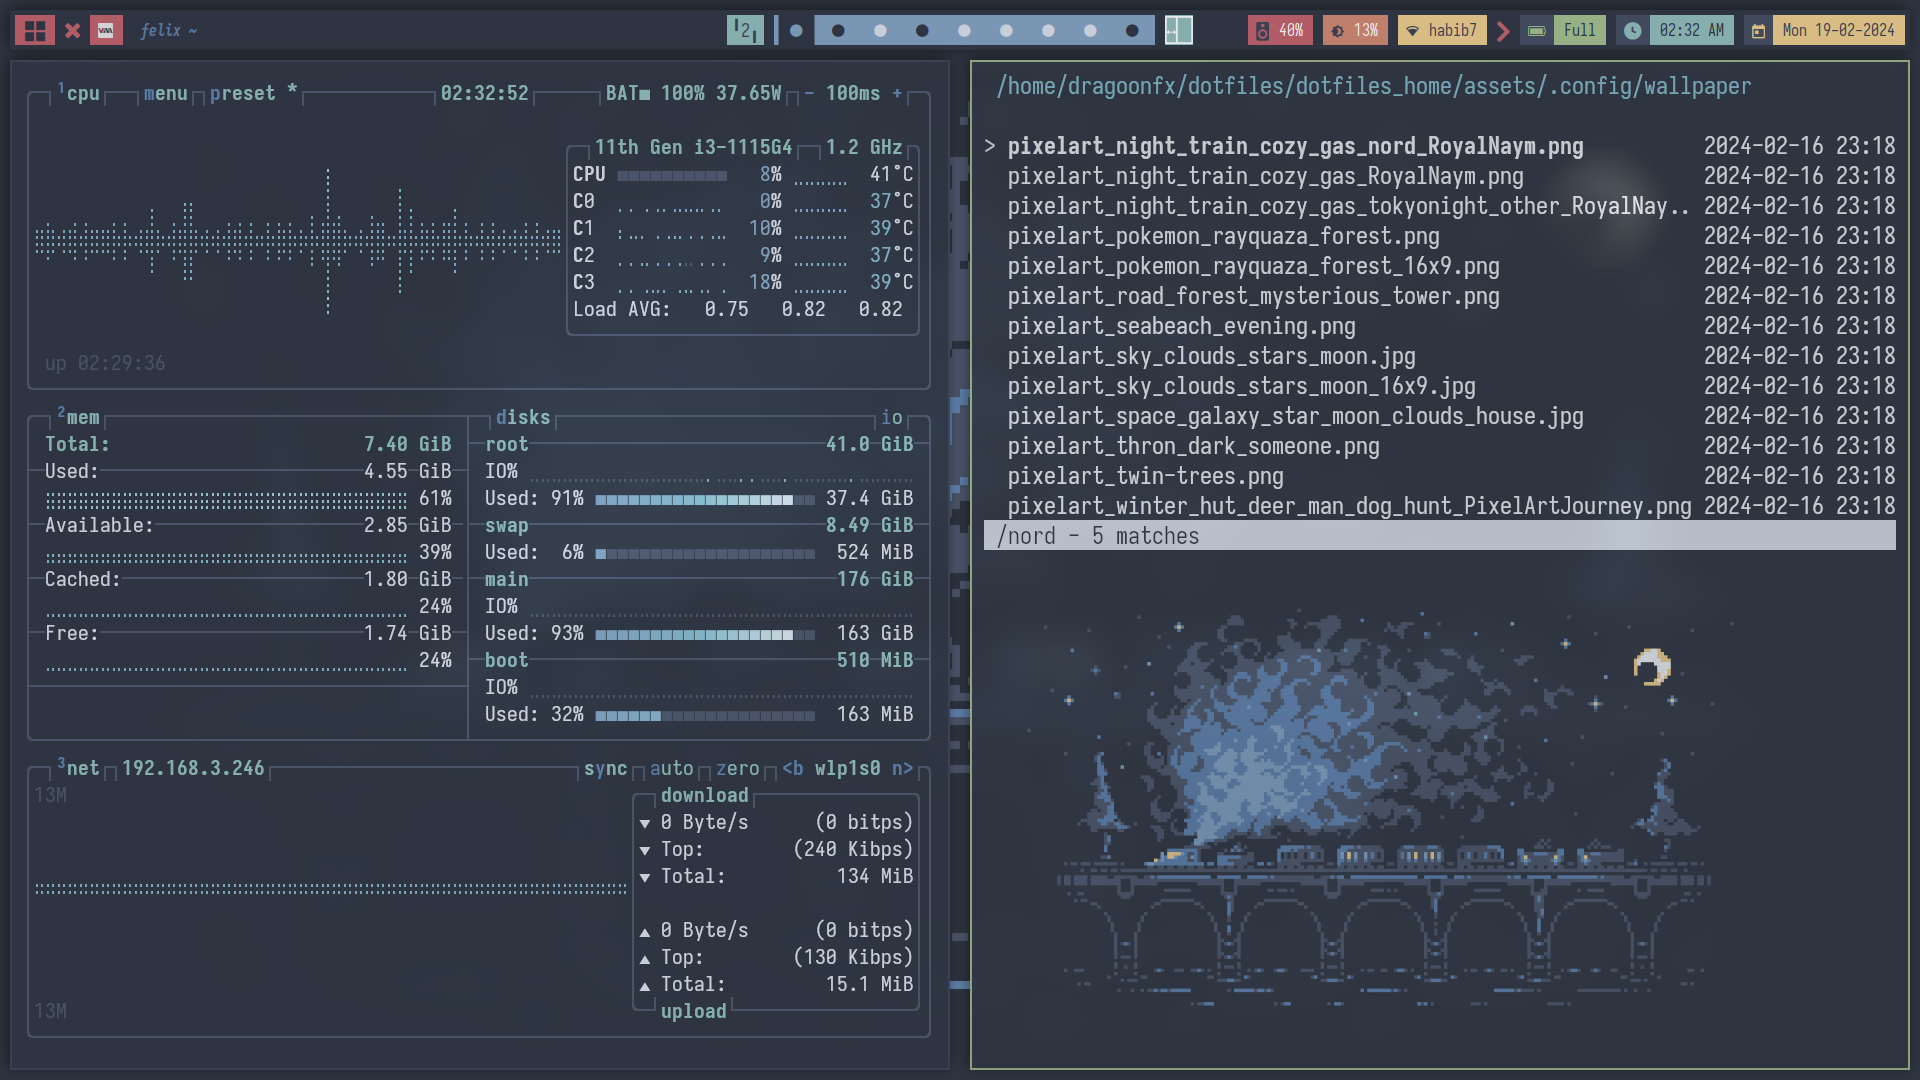 VIM felix ~ 2 40% 13% habib7 Full 02:32 AM Mon 19-02-2024
1cpu menu preset * 02:32:52 BAT■ 100% 37.65W - 100ms +
11th Gen i3-1115G4 1.2 GHz
CPU 8% 41°C
C0 0% 37°C
C1 10% 39°C
C2 9% 37°C
C3 18% 39°C
Load AVG: 0.75 0.82 0.82
up 02:29:36
2mem
Total: 7.40 GiB
Used: 4.55 GiB
61%
Available: 2.85 GiB
39%
Cached: 1.80 GiB
24%
Free: 1.74 GiB
24%
disks io
root 41.0 GiB
IO%
Used: 91% 37.4 GiB
swap 8.49 GiB
Used: 6% 524 MiB
main 176 GiB
IO%
Used: 93% 163 GiB
boot 510 MiB
IO%
Used: 32% 163 MiB
3net 192.168.3.246 sync auto zero <b wlp1s0 n>
13M
download
▼ 0 Byte/s (0 bitps)
▼ Top: (240 Kibps)
▼ Total: 134 MiB
▲ 0 Byte/s (0 bitps)
▲ Top: (130 Kibps)
▲ Total: 15.1 MiB
13M
upload
/home/dragoonfx/dotfiles/dotfiles_home/assets/.config/wallpaper
> pixelart_night_train_cozy_gas_nord_RoyalNaym.png 2024-02-16 23:18
pixelart_night_train_cozy_gas_RoyalNaym.png 2024-02-16 23:18
pixelart_night_train_cozy_gas_tokyonight_other_RoyalNay.. 2024-02-16 23:18
pixelart_pokemon_rayquaza_forest.png 2024-02-16 23:18
pixelart_pokemon_rayquaza_forest_16x9.png 2024-02-16 23:18
pixelart_road_forest_mysterious_tower.png 2024-02-16 23:18
pixelart_seabeach_evening.png 2024-02-16 23:18
pixelart_sky_clouds_stars_moon.jpg 2024-02-16 23:18
pixelart_sky_clouds_stars_moon_16x9.jpg 2024-02-16 23:18
pixelart_space_galaxy_star_moon_clouds_house.jpg 2024-02-16 23:18
pixelart_thron_dark_someone.png 2024-02-16 23:18
pixelart_twin-trees.png 2024-02-16 23:18
pixelart_winter_hut_deer_man_dog_hunt_PixelArtJourney.png 2024-02-16 23:18
/nord - 5 matches